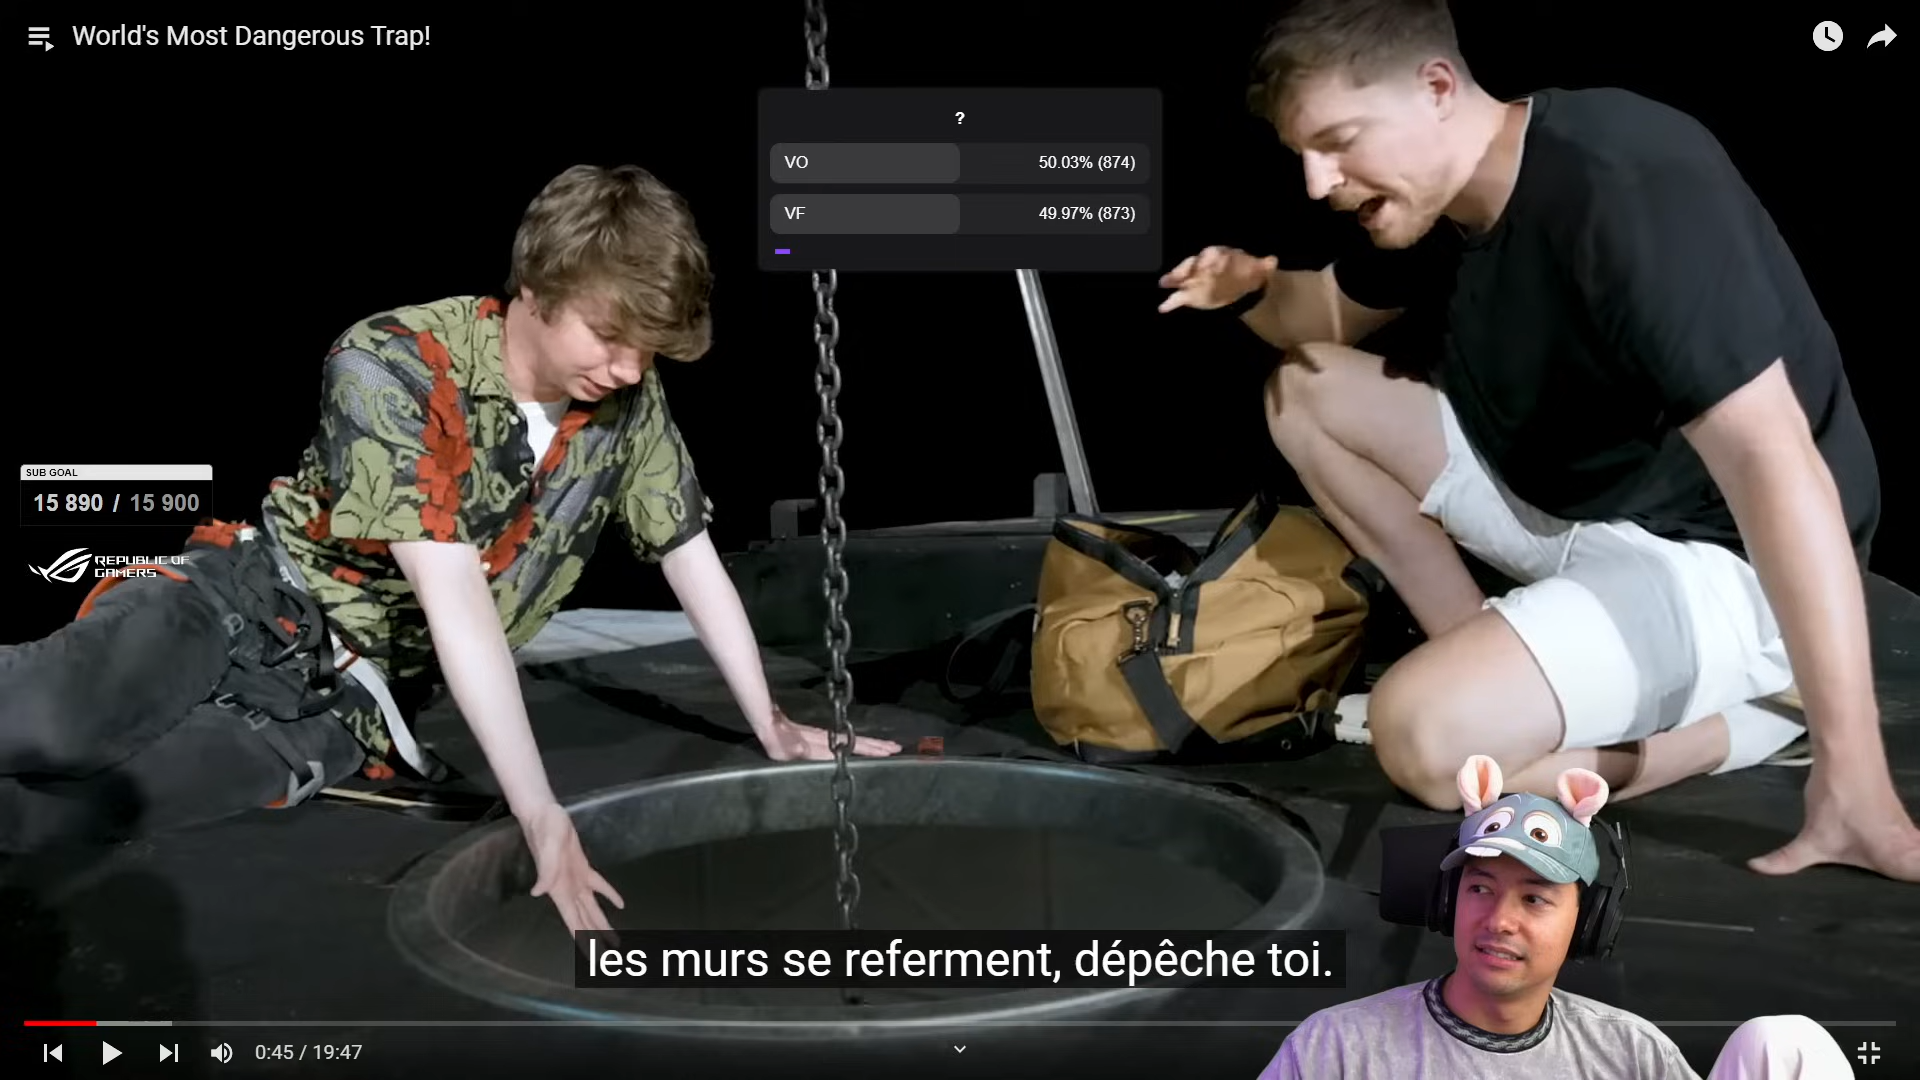 World's Most Dangerous Trap!
?
VO 50.03% (874)
VF 49.97% (873)
SUB GOAL
15 890 / 15 900
REPUBLIC OF
GAMERS
les murs se referment, dépêche toi.
0:45 / 19:47